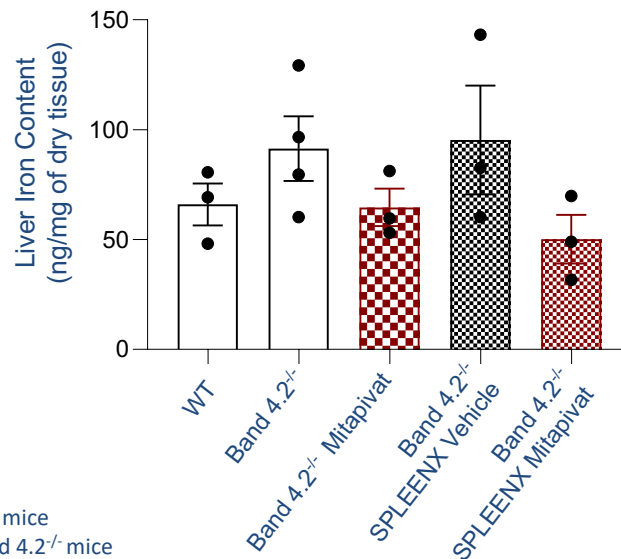 Liver Iron Content
(ng/mg of dry tissue)
150
100
50
0
WT
Band 4.2-/-
Band 4.2-/- Mitapivat
Band 4.2-/-
SPLEENX Vehicle
Band 4.2-/-
SPLEENX Mitapivat
mice
4.2-/- mice